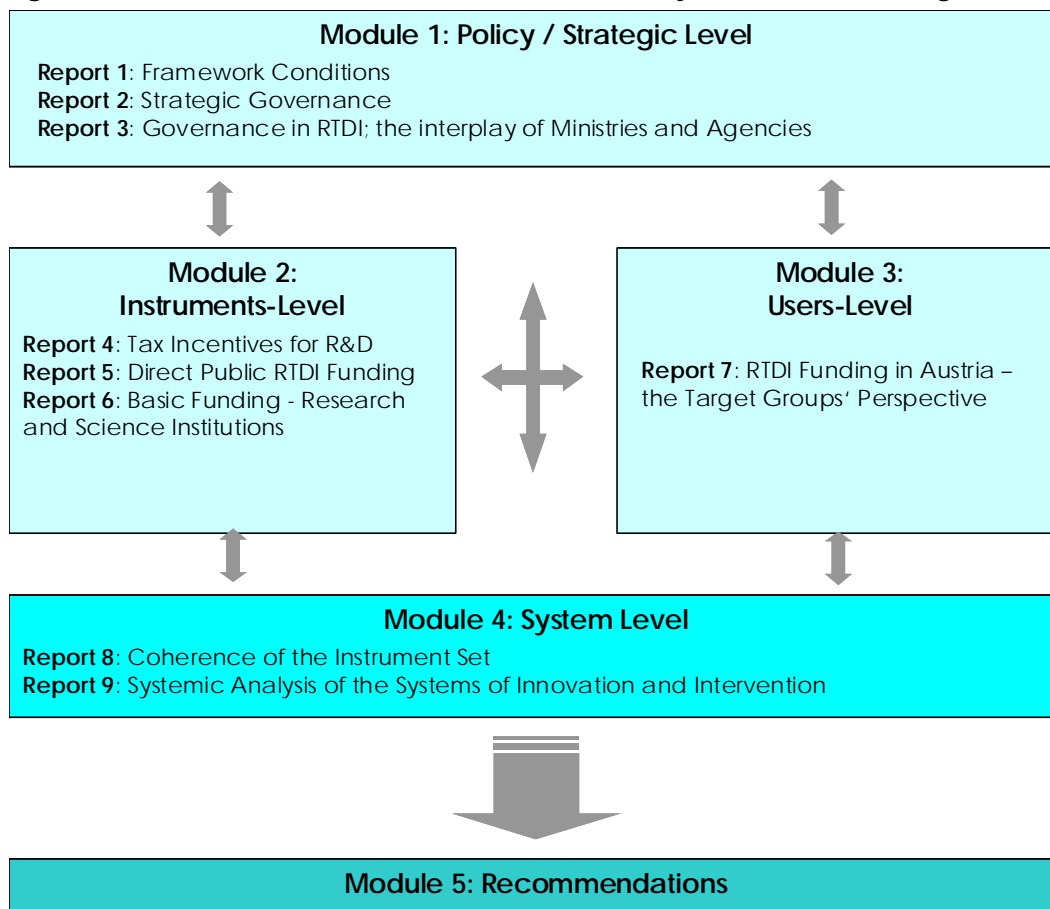 Module 1: Policy / Strategic Level
Report 1: Framework Conditions
Report 2: Strategic Governance
Report 3: Governance in RTDI; the interplay of Ministries and Agencies
Module 2:
Instruments-Level
Report 4: Tax Incentives for R&D
Report 5: Direct Public RTDI Funding
Report 6: Basic Funding - Research
and Science Institutions
Module 3:
Users-Level
Report 7: RTDI Funding in Austria –
the Target Groups‘ Perspective
Module 4: System Level
Report 8: Coherence of the Instrument Set
Report 9: Systemic Analysis of the Systems of Innovation and Intervention
Module 5: Recommendations